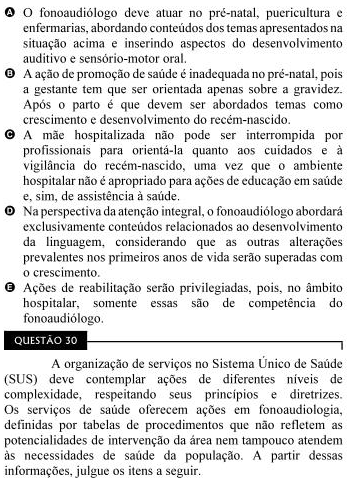 A O fonoaudiólogo deve atuar no pré-natal, puericultura e
enfermarias, abordando conteúdos dos temas apresentados na
situação acima e inserindo aspectos do desenvolvimento
auditivo e sensório-motor oral.
B A ação de promoção de saúde é inadequada no pré-natal, pois
a gestante tem que ser orientada apenas sobre a gravidez.
Após o parto é que devem ser abordados temas como
crescimento e desenvolvimento do recém-nascido.
C A mãe hospitalizada não pode ser interrompida por
profissionais para orientá-la quanto aos cuidados e à
vigilância do recém-nascido, uma vez que o ambiente
hospitalar não é apropriado para ações de educação em saúde
e, sim, de assistência à saúde.
D Na perspectiva da atenção integral, o fonoaudiólogo abordará
exclusivamente conteúdos relacionados ao desenvolvimento
da linguagem, considerando que as outras alterações
prevalentes nos primeiros anos de vida serão superadas com
o crescimento.
E Ações de reabilitação serão privilegiadas, pois, no âmbito
hospitalar, somente essas são de competência do
fonoaudiólogo.
QUESTÃO 30
A organização de serviços no Sistema Único de Saúde
(SUS) deve contemplar ações de diferentes níveis de
complexidade, respeitando seus princípios e diretrizes.
Os serviços de saúde oferecem ações em fonoaudiologia,
definidas por tabelas de procedimentos que não refletem as
potencialidades de intervenção da área nem tampouco atendem
às necessidades de saúde da população. A partir dessas
informações, julgue os itens a seguir.